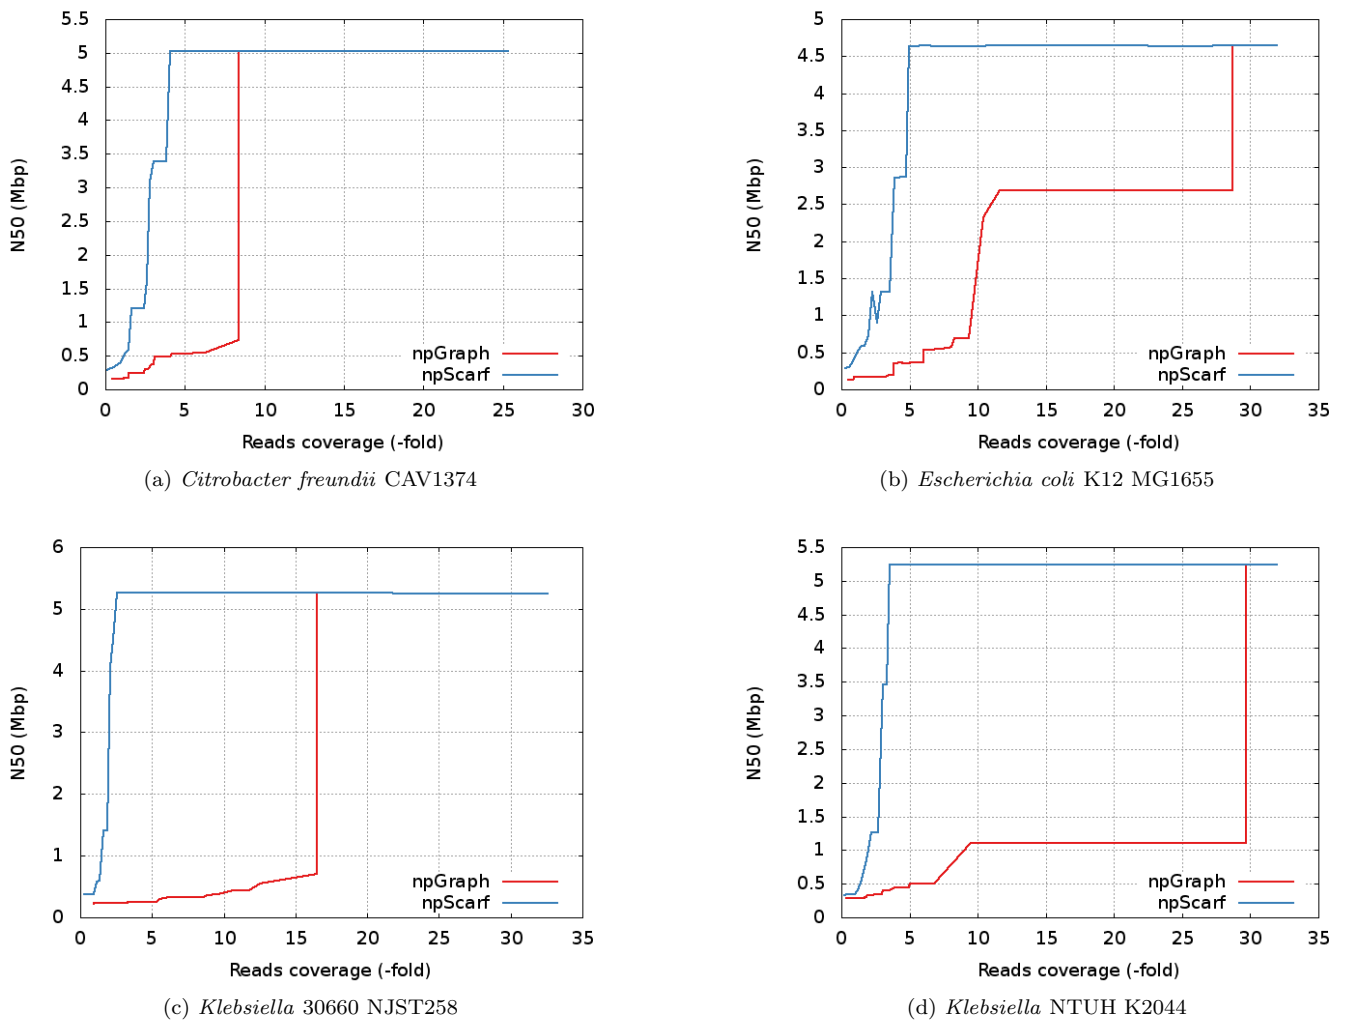 5.5
5
4.5
4
3.5
3
2.5
2
1.5
1
0.5
0
N50 (Mbp)
npGraph
npScarf
0 5 10 15 20 25 30
Reads coverage (-fold)
(a) Citrobacter freundii CAV1374
5
4.5
4
3.5
3
2.5
2
1.5
1
0.5
0
N50 (Mbp)
npGraph
npScarf
0 5 10 15 20 25 30 35
Reads coverage (-fold)
(b) Escherichia coli K12 MG1655
6
5
4
3
2
1
0
N50 (Mbp)
npGraph
npScarf
0 5 10 15 20 25 30 35
Reads coverage (-fold)
(c) Klebsiella 30660 NJST258
5.5
5
4.5
4
3.5
3
2.5
2
1.5
1
0.5
0
N50 (Mbp)
npGraph
npScarf
0 5 10 15 20 25 30 35
Reads coverage (-fold)
(d) Klebsiella NTUH K2044